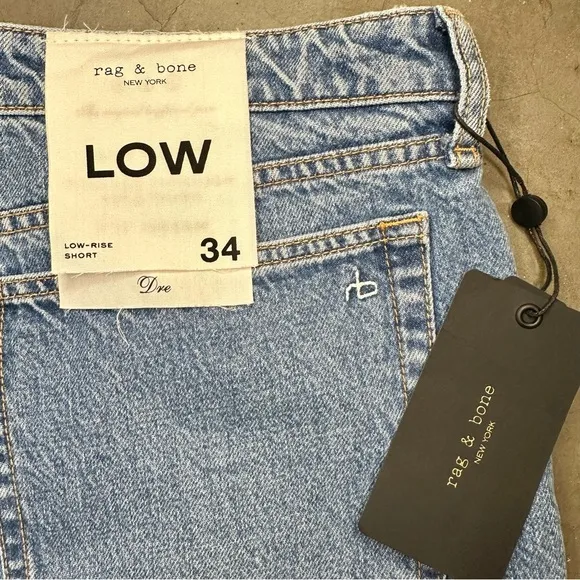 rag & bone
NEW YORK
LOW
LOW-RISE
SHORT
34
Dre
rb
rag & bone
NEW YORK